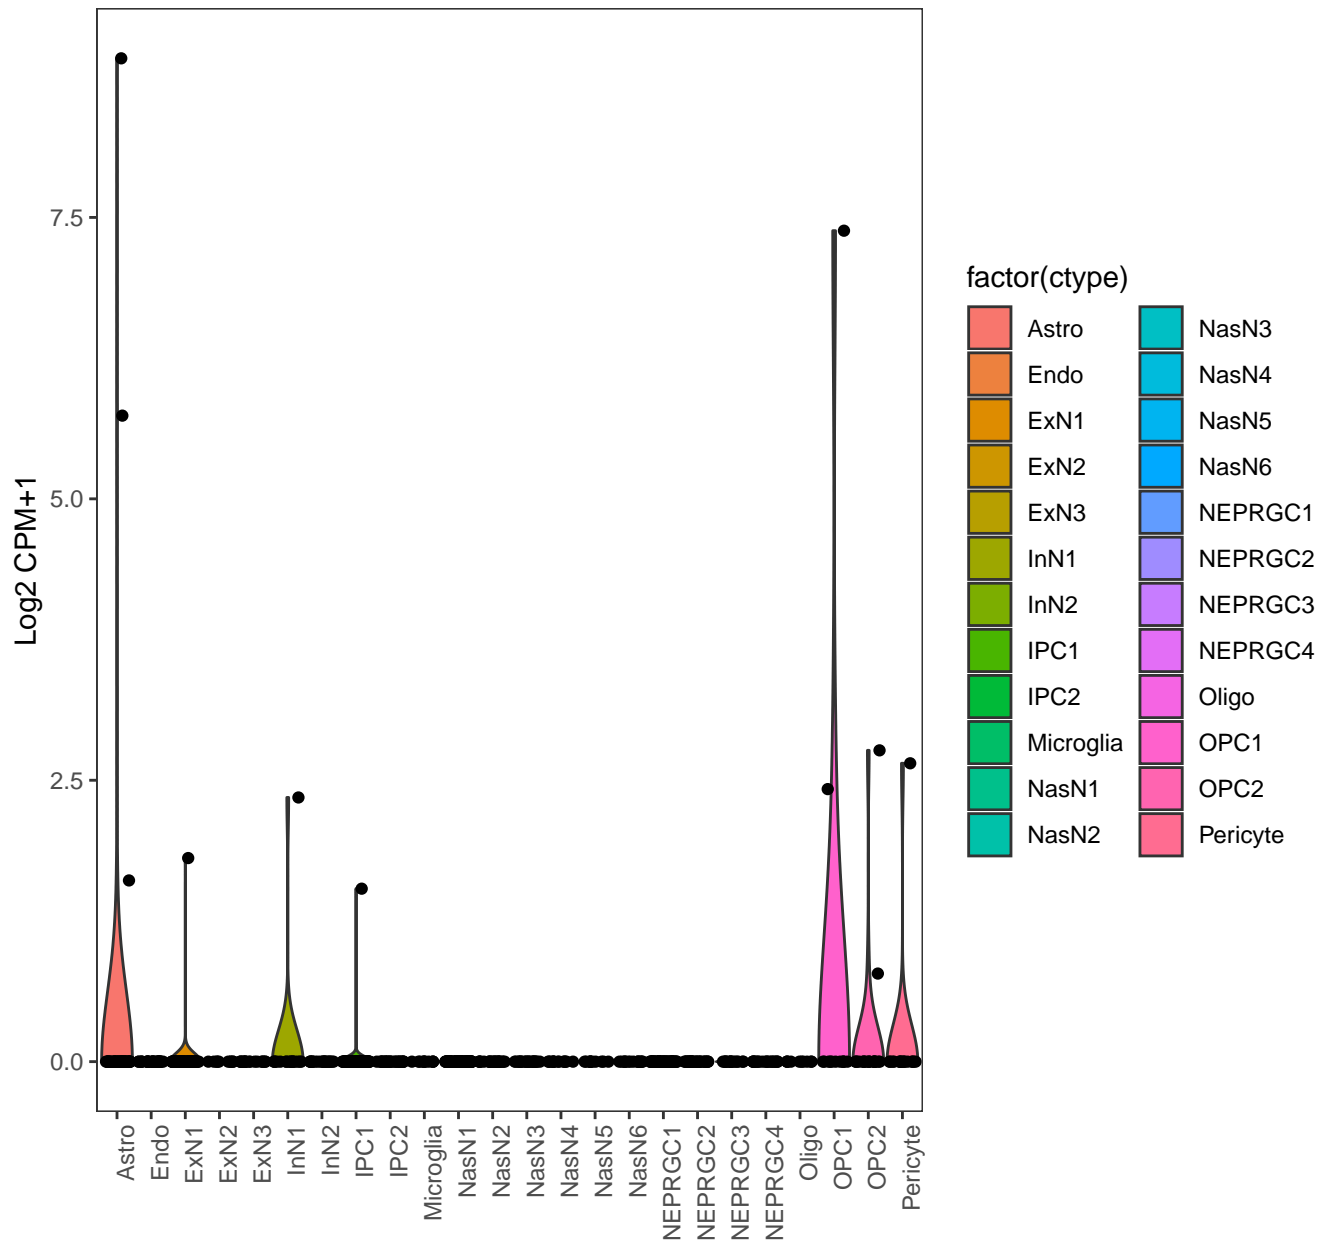 7.5
5.0
2.5
0.0
Log2 CPM+1
Astro
Endo
ExN1
ExN2
ExN3
InN1
InN2
IPC1
IPC2
Microglia
NasN1
NasN2
NasN3
NasN4
NasN5
NasN6
NEPRGC1
NEPRGC2
NEPRGC3
NEPRGC4
Oligo
OPC1
OPC2
Pericyte
factor(ctype)
Astro
Endo
ExN1
ExN2
ExN3
InN1
InN2
IPC1
IPC2
Microglia
NasN1
NasN2
NasN3
NasN4
NasN5
NasN6
NEPRGC1
NEPRGC2
NEPRGC3
NEPRGC4
Oligo
OPC1
OPC2
Pericyte